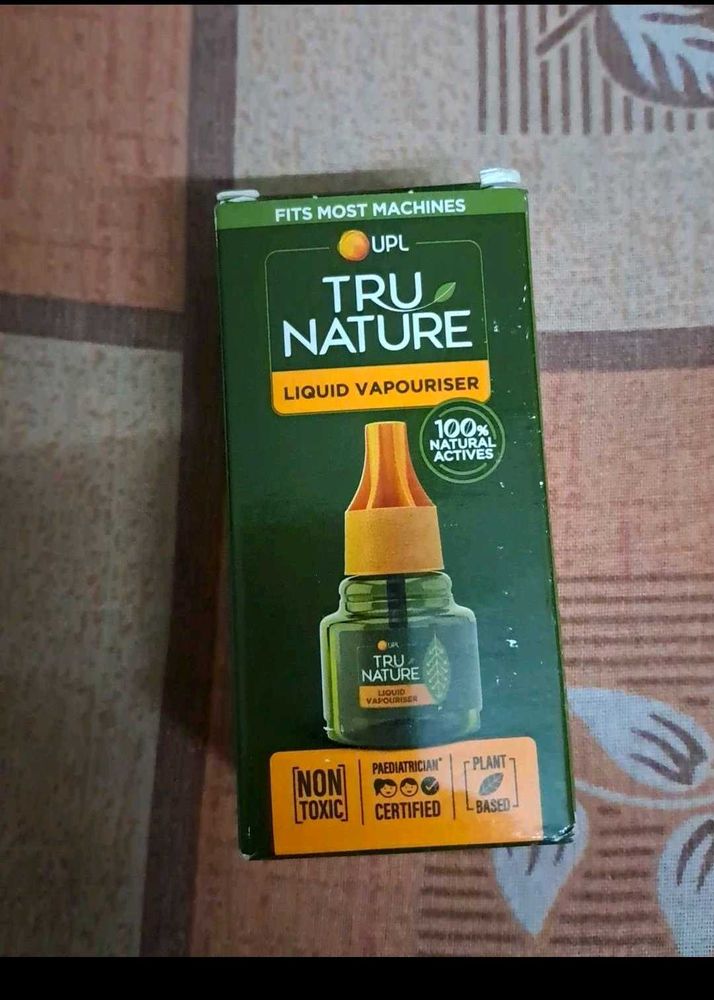 FITS MOST MACHINES
UPL
TRU
NATURE
LIQUID VAPOURISER
100%
NATURAL
ACTIVES
UPL
TRU
NATURE
LIQUID
VAPOURISER
NON
TOXIC
PAEDIATRICIAN*
CERTIFIED
PLANT
BASED